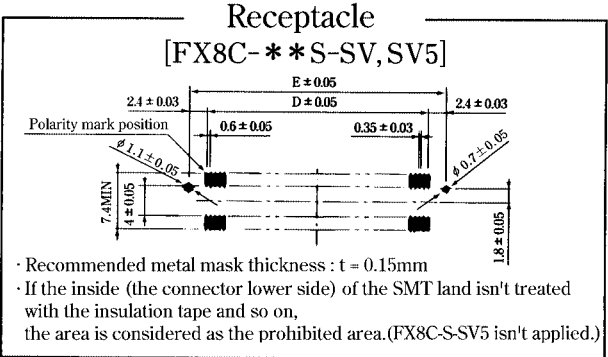 Receptacle
[FX8C-**S-SV, SV5]
E ± 0.05
2.4 ± 0.03
D ± 0.05
2.4 ± 0.03
Polarity mark position
0.6 ± 0.05
0.35 ± 0.03
ϕ 1.1 ± 0.05
ϕ 0.7 ± 0.05
7.4MIN
4 ± 0.05
1.8 ± 0.05
· Recommended metal mask thickness : t = 0.15mm
· If the inside (the connector lower side) of the SMT land isn't treated
with the insulation tape and so on,
the area is considered as the prohibited area.(FX8C-S-SV5 isn't applied.)